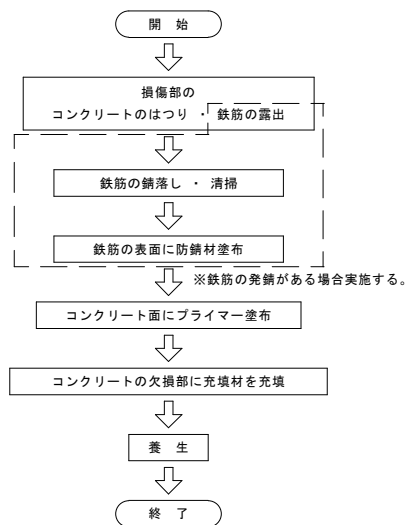 開 始
損傷部の
コンクリートのはつり ・ 鉄筋の露出
鉄筋の錆落し ・ 清掃
鉄筋の表面に防錆材塗布
※鉄筋の発錆がある場合実施する。
コンクリート面にプライマー塗布
コンクリートの欠損部に充填材を充填
養 生
終 了